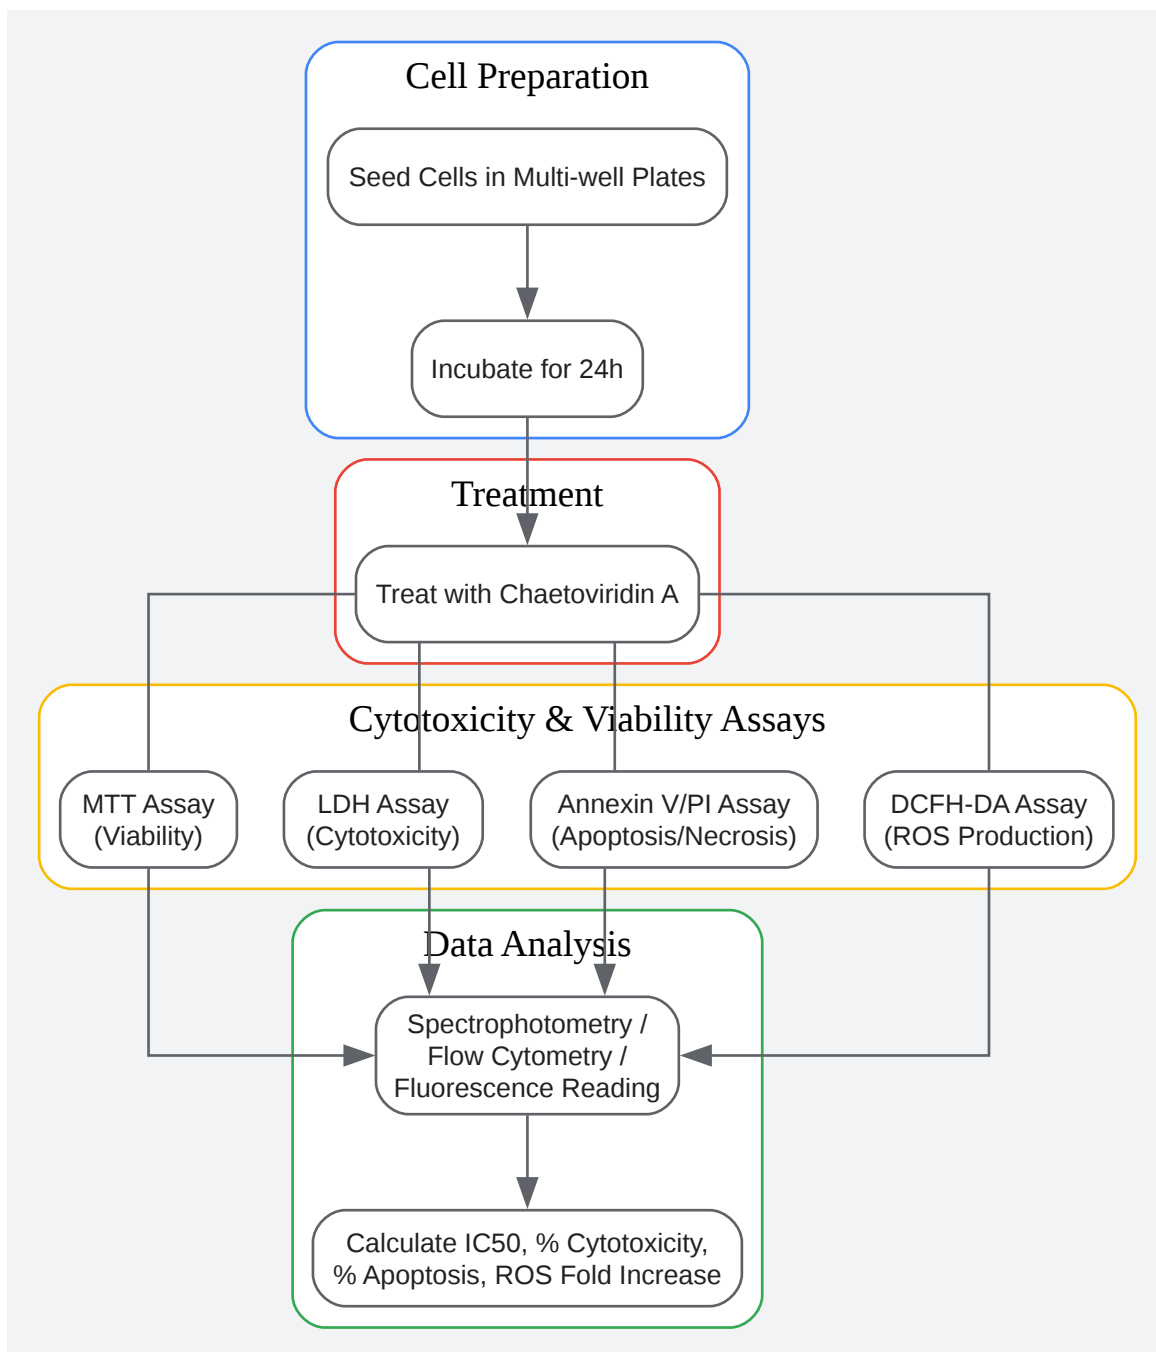 Cell Preparation
Seed Cells in Multi-well Plates
Incubate for 24h
Treatment
Treat with Chaetoviridin A
Cytotoxicity & Viability Assays
MTT Assay
(Viability)
LDH Assay
(Cytotoxicity)
Annexin V/PI Assay
(Apoptosis/Necrosis)
DCFH-DA Assay
(ROS Production)
Data Analysis
Spectrophotometry /
Flow Cytometry /
Fluorescence Reading
Calculate IC50, % Cytotoxicity,
% Apoptosis, ROS Fold Increase